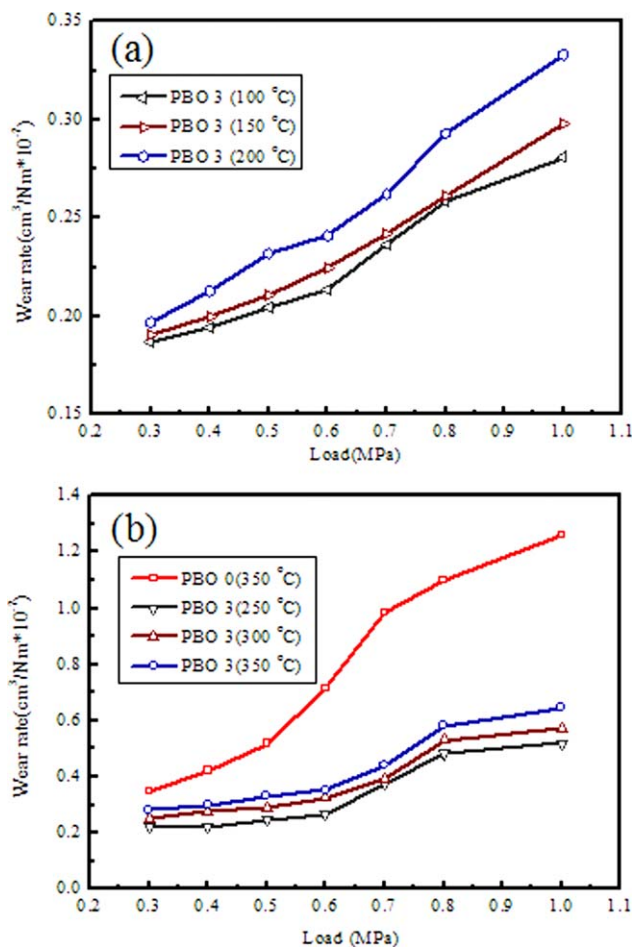 (a)
0.35
0.30
0.25
0.20
0.15
Wear rate(cm³/Nm*10⁻²)
PBO 3 (100 °C)
PBO 3 (150 °C)
PBO 3 (200 °C)
0.2 0.3 0.4 0.5 0.6 0.7 0.8 0.9 1.0 1.1
Load(MPa)
(b)
1.4
1.2
1.0
0.8
0.6
0.4
0.2
0.0
Wear rate(cm³/Nm*10⁻²)
PBO 0(350 °C)
PBO 3(250 °C)
PBO 3(300 °C)
PBO 3(350 °C)
0.2 0.3 0.4 0.5 0.6 0.7 0.8 0.9 1.0 1.1
Load (MPa)